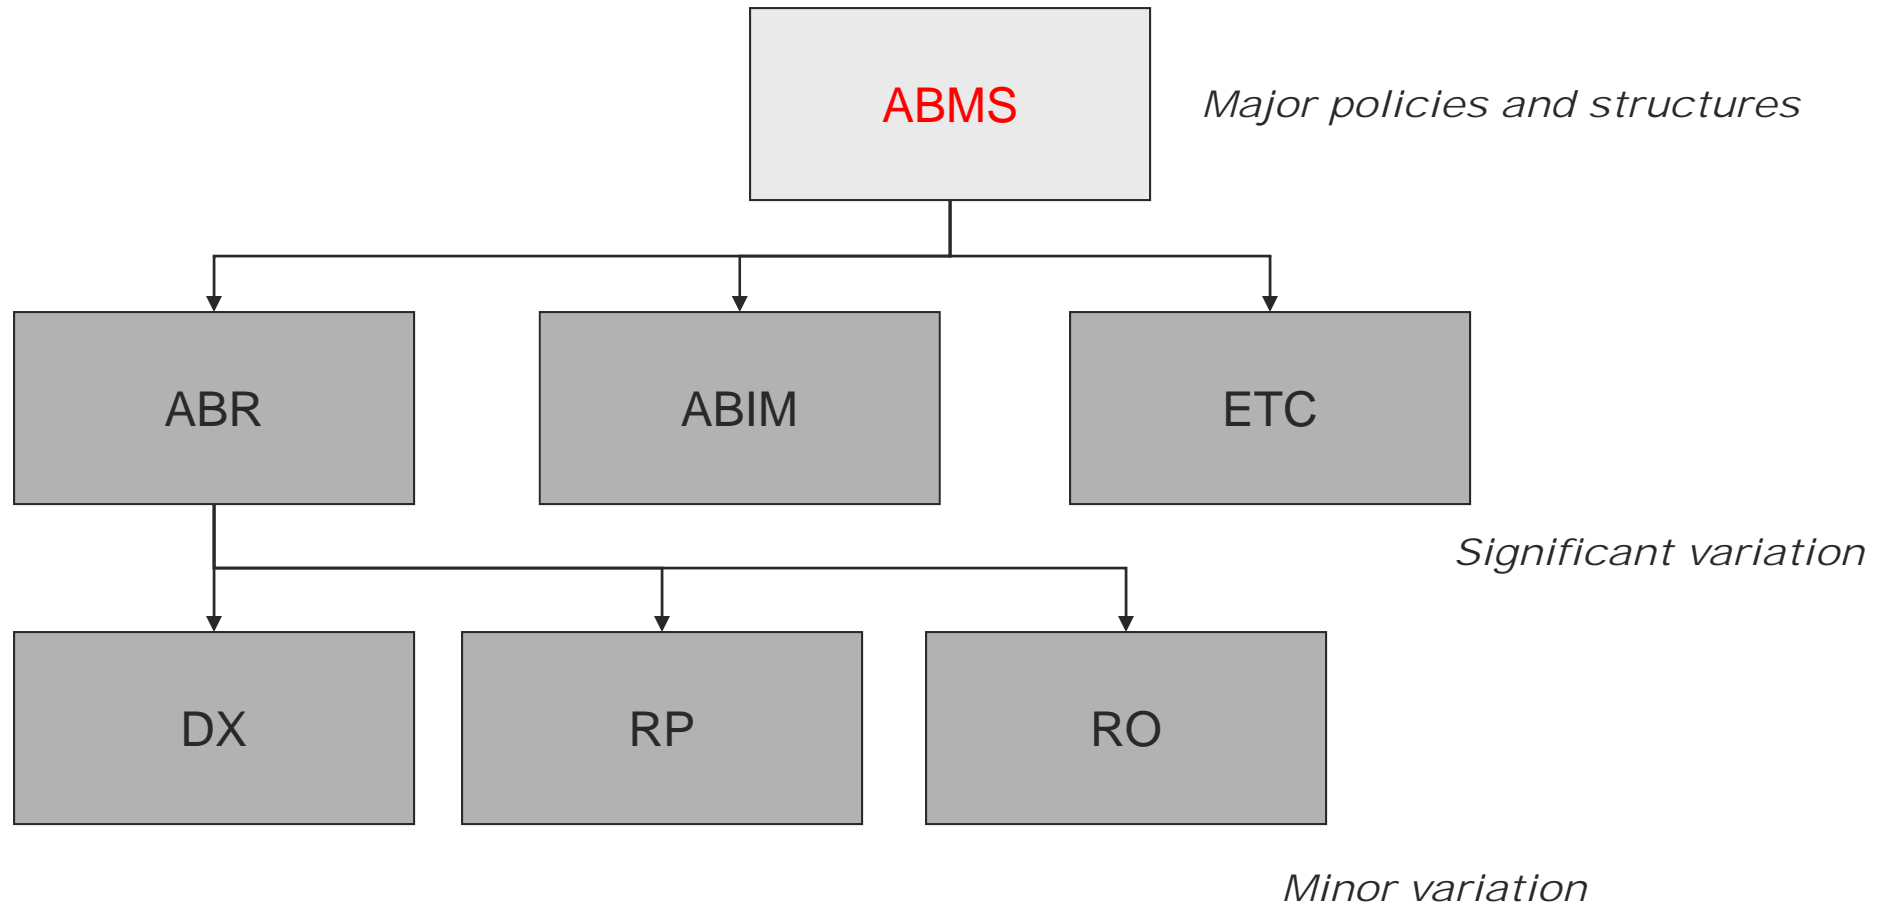 ABMS
Major policies and structures
ABR
ABIM
ETC
Significant variation
DX
RP
RO
Minor variation